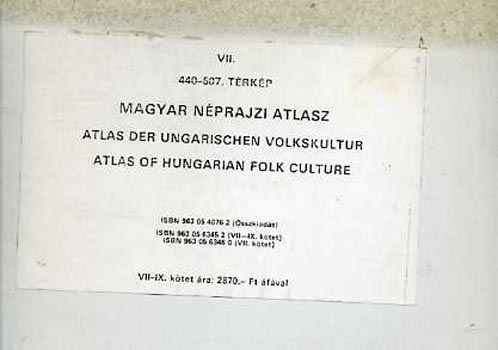 VII.
440-507. TÉRKÉP
MAGYAR NÉPRAJZI ATLASZ
ATLAS DER UNGARISCHEN VOLKSKULTUR
ATLAS OF HUNGARIAN FOLK CULTURE
ISBN 963 05 4076 2 (Összkiadás)
ISBN 963 05 6345 2 (VII—IX. kötet)
ISBN 963 05 6346 0 (VII. kötet)
VII-IX. kötet ára: 2870,- Ft áfával